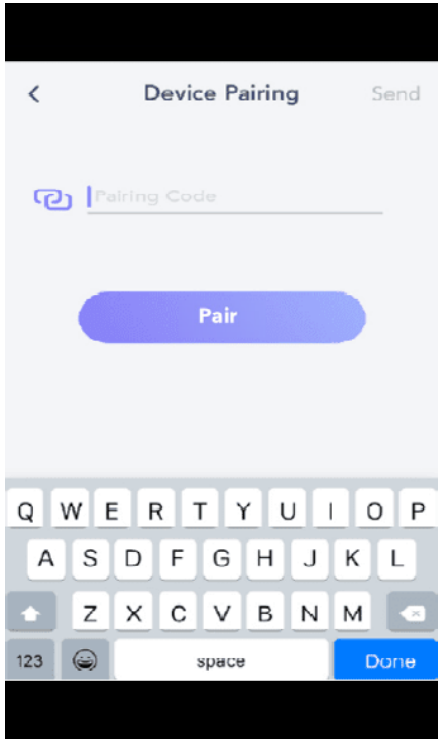 Device Pairing Send
Pairing Code
Pair
Q W E R T Y U I O P
A S D F G H J K L
Z X C V B N M
123 space Done